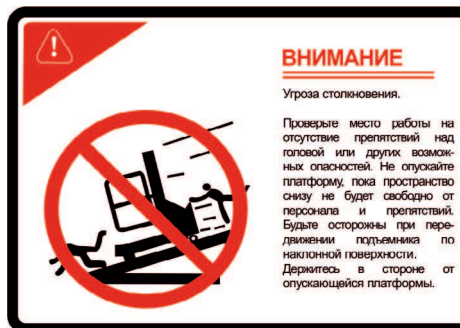 ВНИМАНИЕ
Угроза столкновения.
Проверьте место работы на
отсутствие препятствий над
головой или других возмож-
ных опасностей. Не опускайте
платформу, пока пространство
снизу не будет свободно от
персонала и препятствий.
Будьте осторожны при пере-
движении подъемника по
наклонной поверхности.
Держитесь в стороне от
опускающейся платформы.